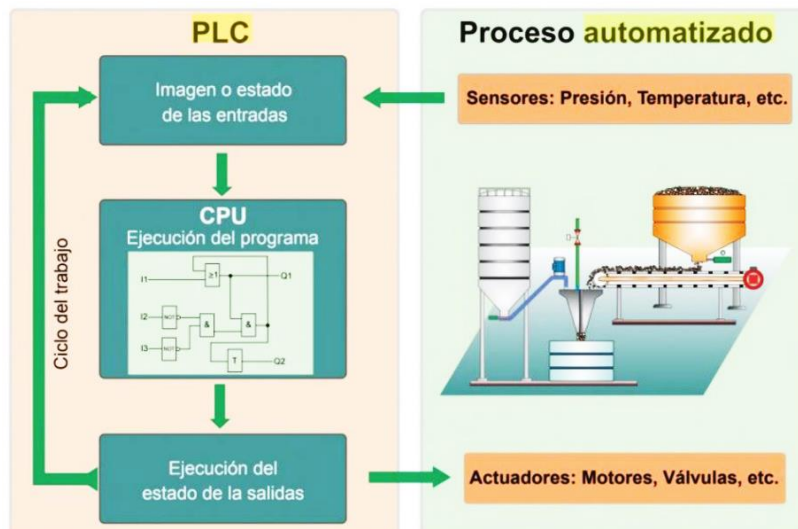 PLC
Imagen o estado
de las entradas
CPU
Ejecución del programa
I1
≥1
Q1
I2
NOT
&
&
I3
NOT
T
Q2
Ejecución del
estado de la salidas
Ciclo del trabajo
Proceso automatizado
Sensores: Presión, Temperatura, etc.
Actuadores: Motores, Válvulas, etc.